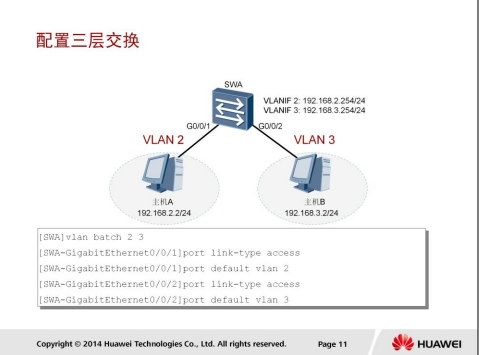 配置三层交换
SWA
VLANIF 2: 192.168.2.254/24
VLANIF 3: 192.168.3.254/24
G0/0/1
G0/0/2
VLAN 2
VLAN 3
主机A
192.168.2.2/24
主机B
192.168.3.2/24
[SWA]vlan batch 2 3
[SWA-GigabitEthernet0/0/1]port link-type access
[SWA-GigabitEthernet0/0/1]port default vlan 2
[SWA-GigabitEthernet0/0/2]port link-type access
[SWA-GigabitEthernet0/0/2]port default vlan 3
Copyright © 2014 Huawei Technologies Co., Ltd. All rights reserved.
Page 11
HUAWEI